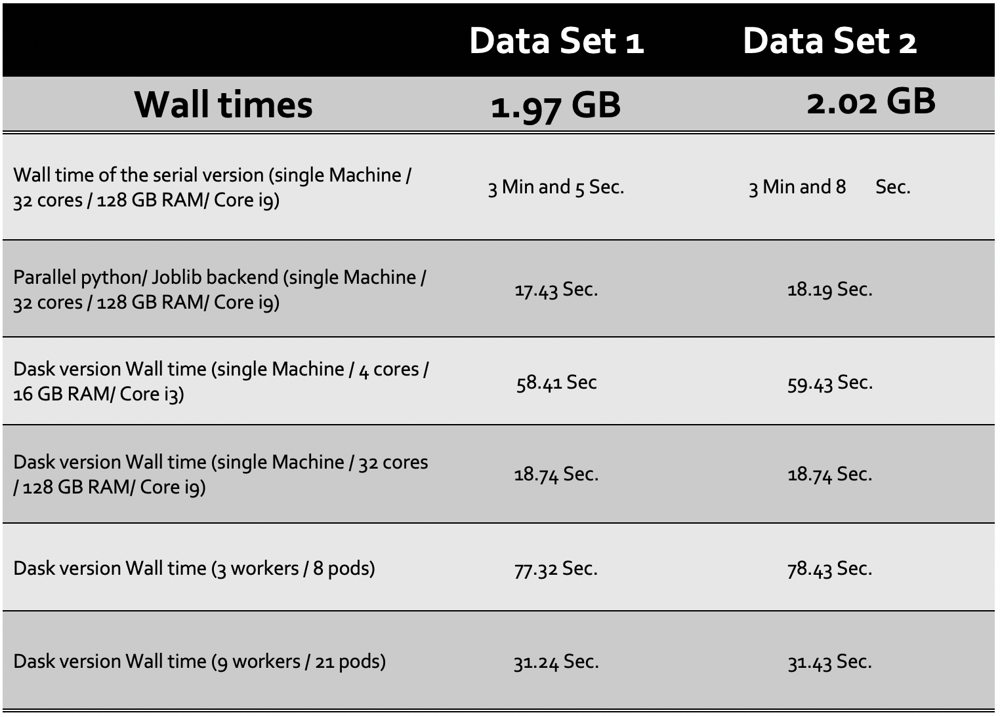 Data Set 1 Data Set 2
Wall times 1.97 GB 2.02 GB
Wall time of the serial version (single Machine /
32 cores / 128 GB RAM/ Core i9)
3 Min and 5 Sec. 3 Min and 8 Sec.
Parallel python/ Joblib backend (single Machine /
32 cores / 128 GB RAM/ Core i9)
17.43 Sec. 18.19 Sec.
Dask version Wall time (single Machine / 4 cores /
16 GB RAM/ Core i3)
58.41 Sec 59.43 Sec.
Dask version Wall time (single Machine / 32 cores
/ 128 GB RAM/ Core i9)
18.74 Sec. 18.74 Sec.
Dask version Wall time (3 workers / 8 pods) 77.32 Sec. 78.43 Sec.
Dask version Wall time (9 workers / 21 pods) 31.24 Sec. 31.43 Sec.